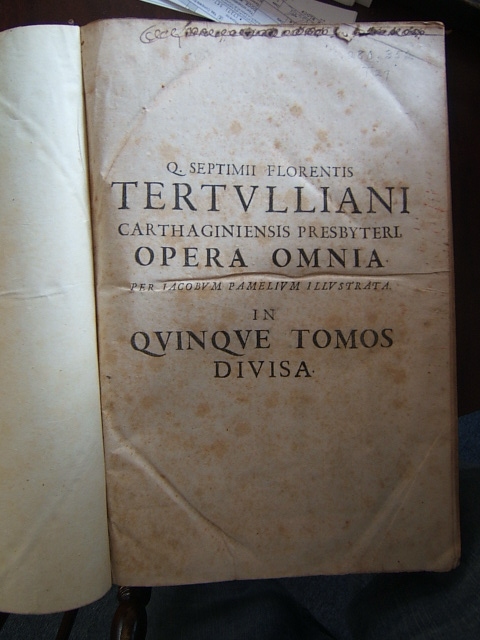 Q. SEPTIMII FLORENTIS
TERTVLLIANI
CARTHAGINIENSIS PRESBYTERI.
OPERA OMNIA
PER IACOBVM PAMELIVM ILLVSTRATA.
IN
QVINQVE TOMOS
DIVISA.